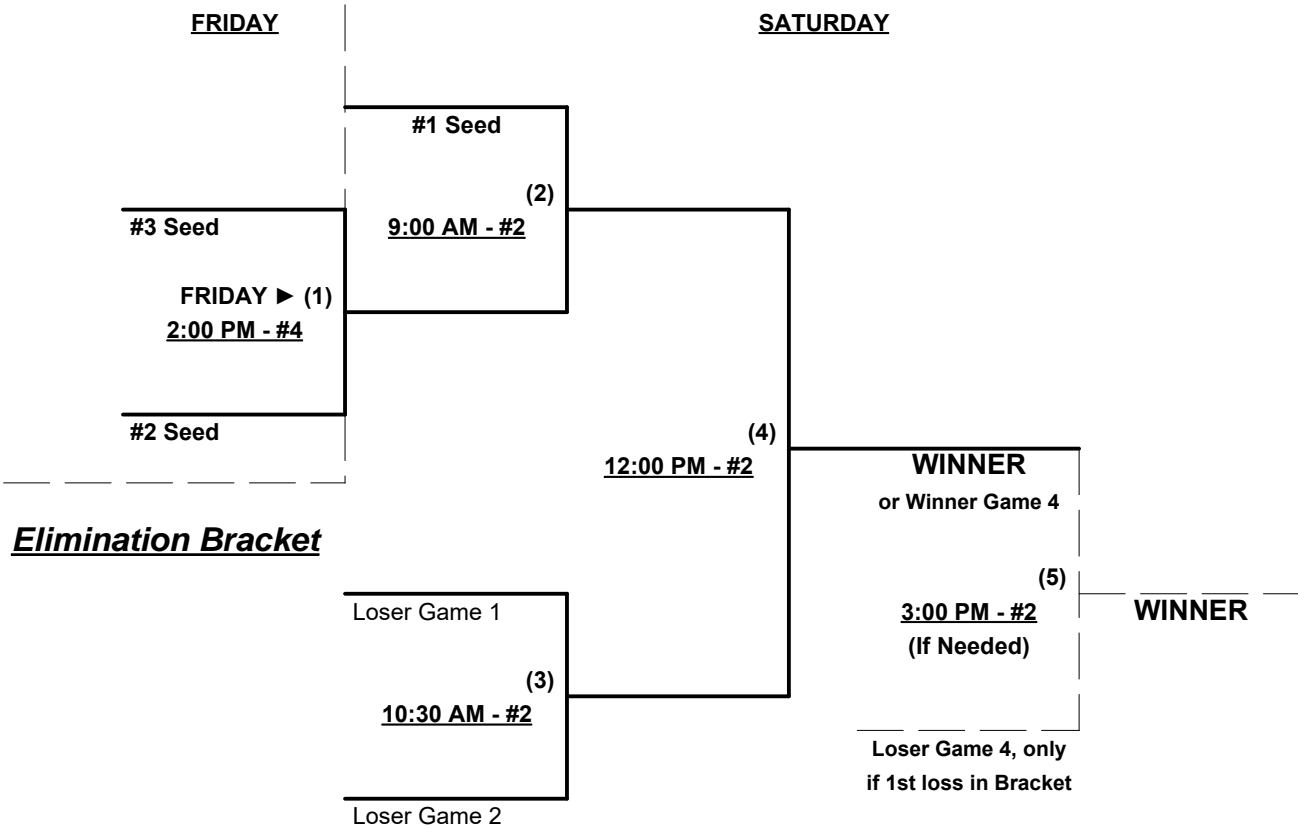 FRIDAY
SATURDAY
#1 Seed
(2)
9:00 AM - #2
#3 Seed
FRIDAY ► (1)
2:00 PM - #4
#2 Seed
(4)
12:00 PM - #2
WINNER
or Winner Game 4
Elimination Bracket
Loser Game 1
(3)
10:30 AM - #2
Loser Game 2
(5)
3:00 PM - #2
(If Needed)
WINNER
Loser Game 4, only
if 1st loss in Bracket